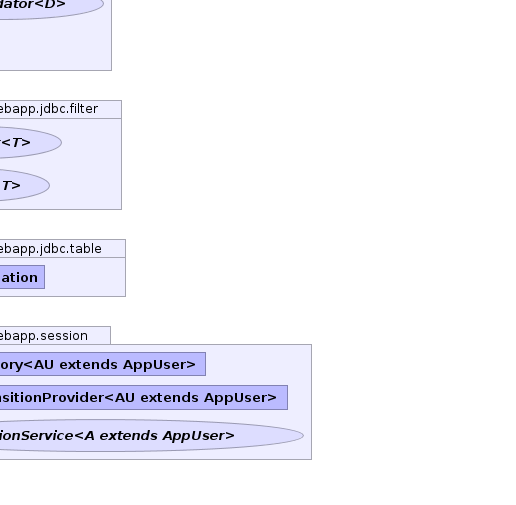 dator<D>
ebapp.jdbc.filter
<T>
T>
ebapp.jdbc.table
ation
ebapp.session
ory<AU extends AppUser>
nsitionProvider<AU extends AppUser>
ionService<A extends AppUser>